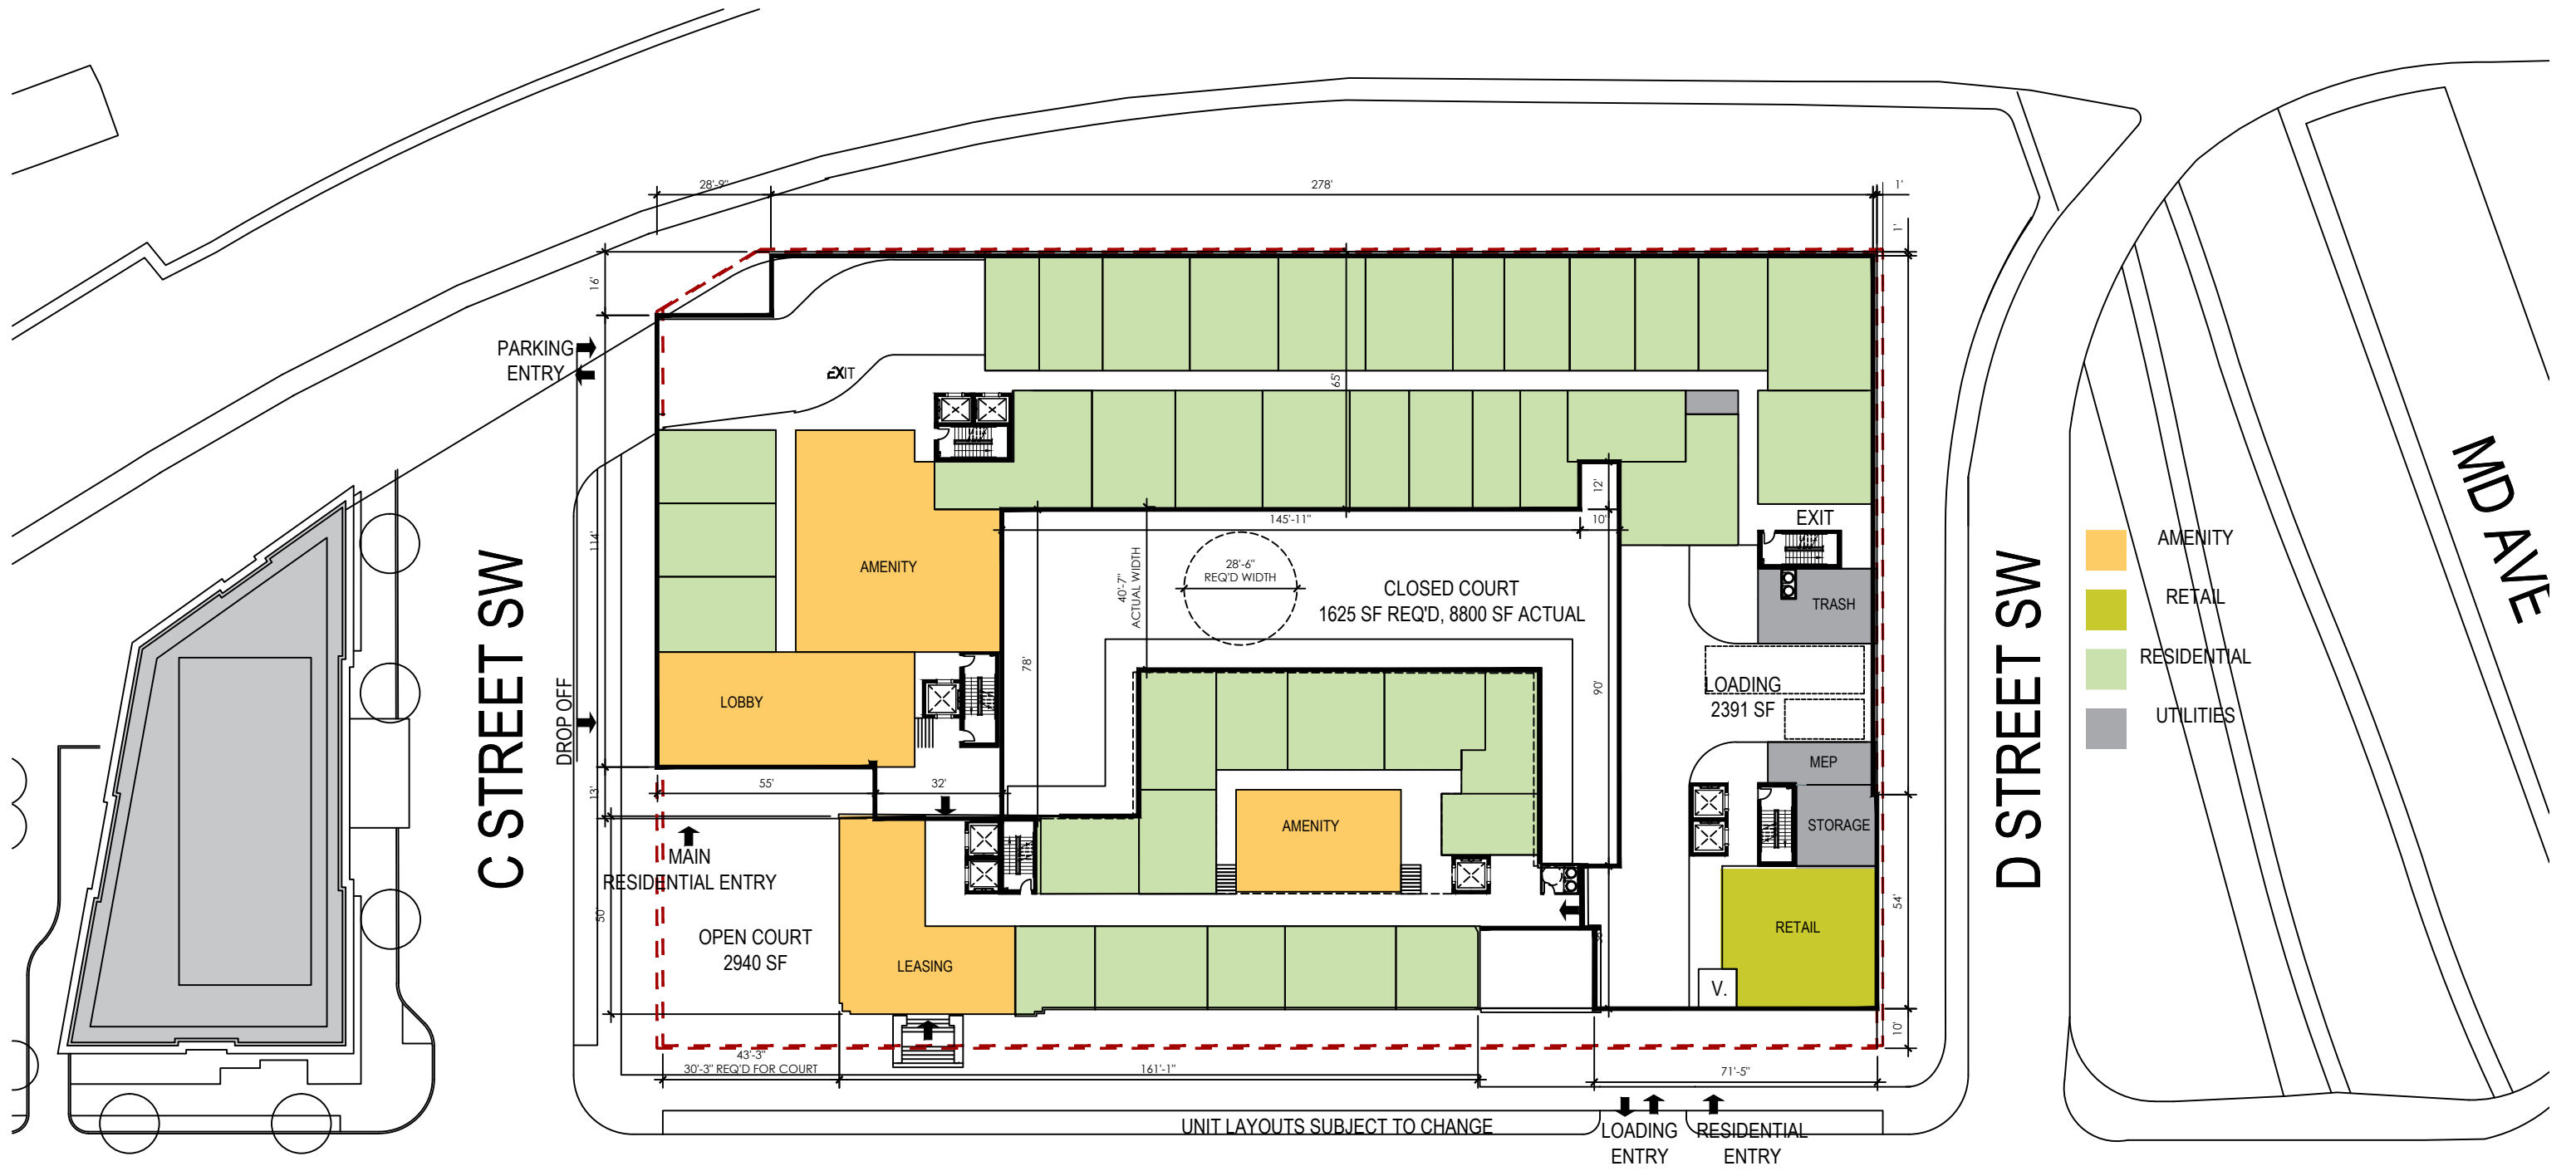 28'-9"
278'
1'
1'
16'
PARKING
ENTRY
EXIT
65'
12'
145'-11"
10'
EXIT
114'
AMENITY
40'-7"
ACTUAL WIDTH
28'-6"
REQ'D WIDTH
CLOSED COURT
1625 SF REQ'D, 8800 SF ACTUAL
TRASH
78'
90'
LOADING
2391 SF
LOBBY
DROP OFF
C STREET SW
D STREET SW
MD AVE
AMENITY
RETAIL
RESIDENTIAL
UTILITIES
MEP
55'
32'
13'
STORAGE
AMENITY
MAIN
RESIDENTIAL ENTRY
50'
OPEN COURT
2940 SF
LEASING
RETAIL
54'
V.
10'
43'-3"
30'-3" REQ'D FOR COURT
161'-1"
71'-5"
UNIT LAYOUTS SUBJECT TO CHANGE
LOADING
ENTRY
RESIDENTIAL
ENTRY